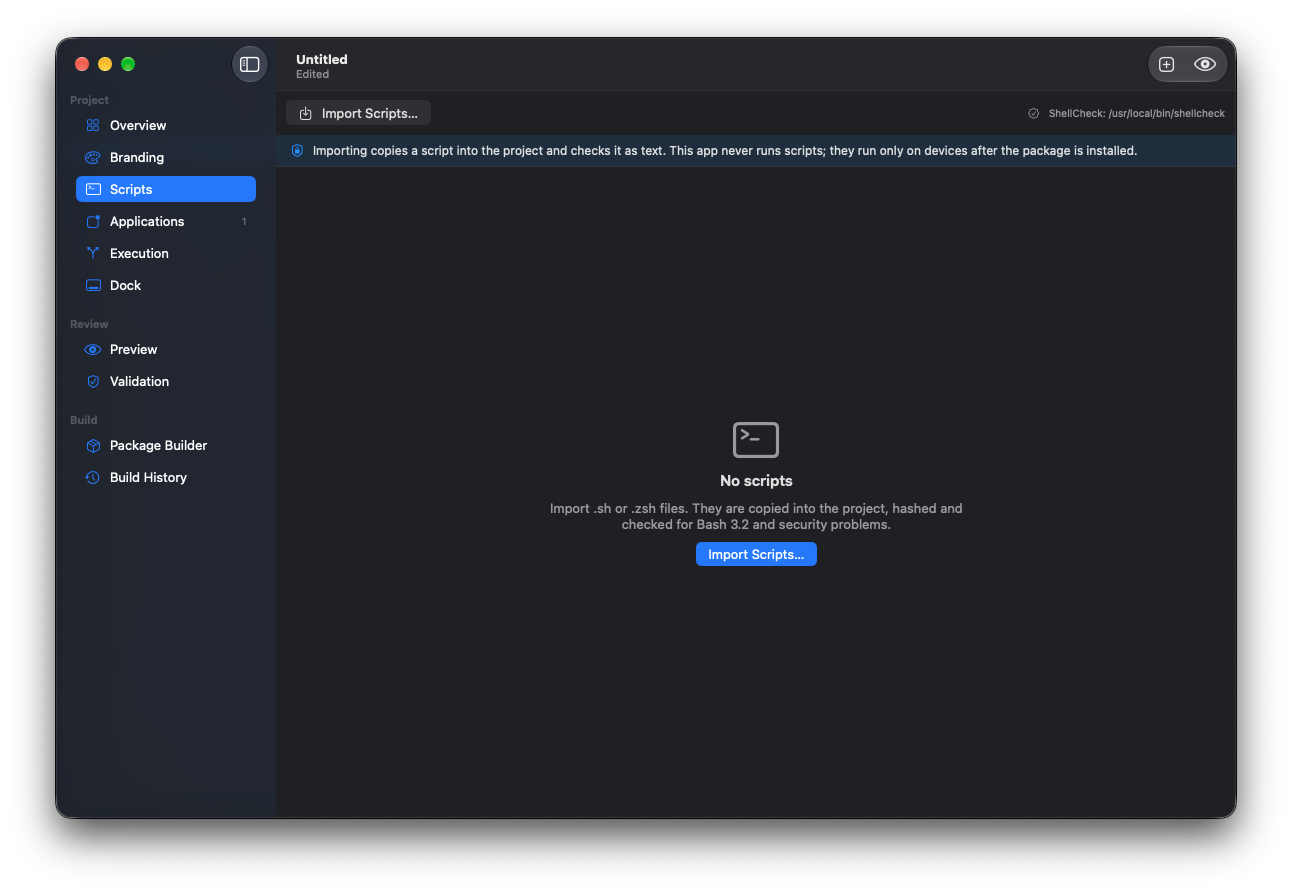 Untitled
Edited
Project
Overview
Branding
Scripts
Applications 1
Execution
Dock
Review
Preview
Validation
Build
Package Builder
Build History
Import Scripts...
ShellCheck: /usr/local/bin/shellcheck
Importing copies a script into the project and checks it as text. This app never runs scripts; they run only on devices after the package is installed.
No scripts
Import .sh or .zsh files. They are copied into the project, hashed and
checked for Bash 3.2 and security problems.
Import Scripts...